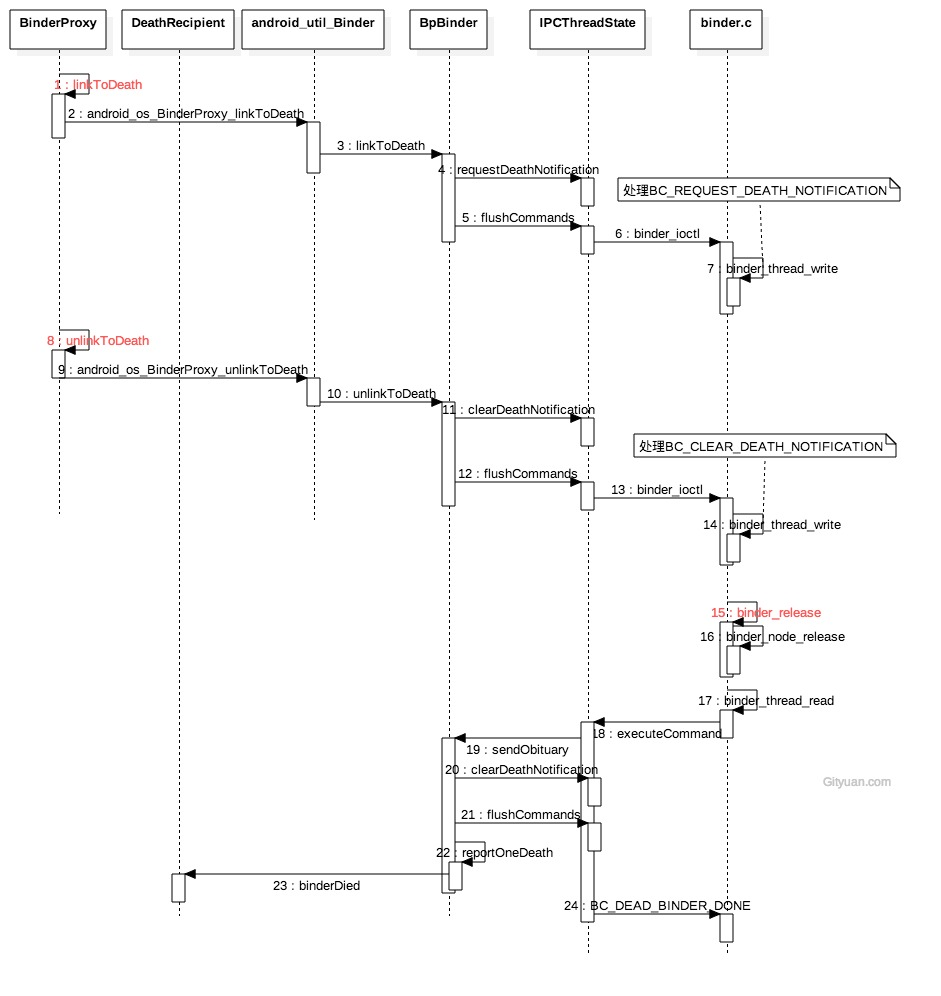 BinderProxy
DeathRecipient
android_util_Binder
BpBinder
IPCThreadState
binder.c
1 : linkToDeath
2 : android_os_BinderProxy_linkToDeath
3 : linkToDeath
4 : requestDeathNotification
处理BC_REQUEST_DEATH_NOTIFICATION
5 : flushCommands
6 : binder_ioctl
7 : binder_thread_write
8 : unlinkToDeath
9 : android_os_BinderProxy_unlinkToDeath
10 : unlinkToDeath
11 : clearDeathNotification
处理BC_CLEAR_DEATH_NOTIFICATION
12 : flushCommands
13 : binder_ioctl
14 : binder_thread_write
15 : binder_release
16 : binder_node_release
17 : binder_thread_read
18 : executeCommand
19 : sendObituary
20 : clearDeathNotification
Gityuan.com
21 : flushCommands
22 : reportOneDeath
23 : binderDied
24 : BC_DEAD_BINDER_DONE